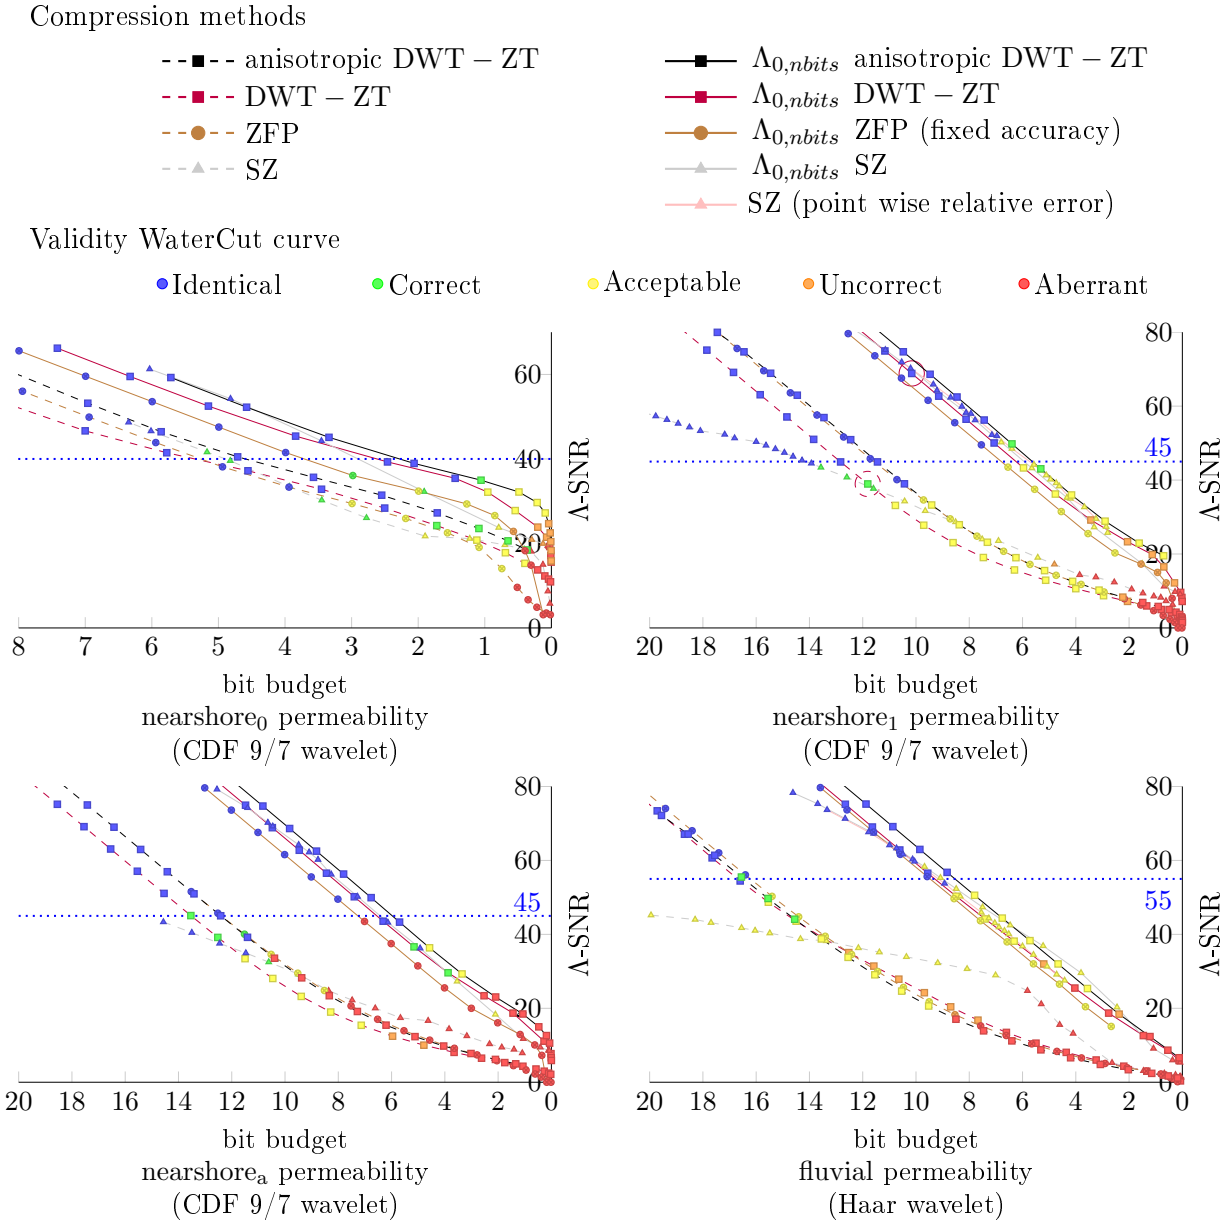 Compression methods
anisotropic DWT − ZT
DWT − ZT
ZFP
SZ
Λ0,nbits anisotropic DWT − ZT
Λ0,nbits DWT − ZT
Λ0,nbits ZFP (fixed accuracy)
Λ0,nbits SZ
SZ (point wise relative error)
Validity WaterCut curve
Identical Correct Acceptable Uncorrect Aberrant
60
40
20
0
Λ-SNR
8 7 6 5 4 3 2 1 0
bit budget
nearshore0 permeability
(CDF 9/7 wavelet)
80
60
45
40
20
0
Λ-SNR
20 18 16 14 12 10 8 6 4 2 0
bit budget
nearshore1 permeability
(CDF 9/7 wavelet)
80
60
45
40
20
0
Λ-SNR
20 18 16 14 12 10 8 6 4 2 0
bit budget
nearshorea permeability
(CDF 9/7 wavelet)
80
60
55
40
20
0
Λ-SNR
20 18 16 14 12 10 8 6 4 2 0
bit budget
fluvial permeability
(Haar wavelet)